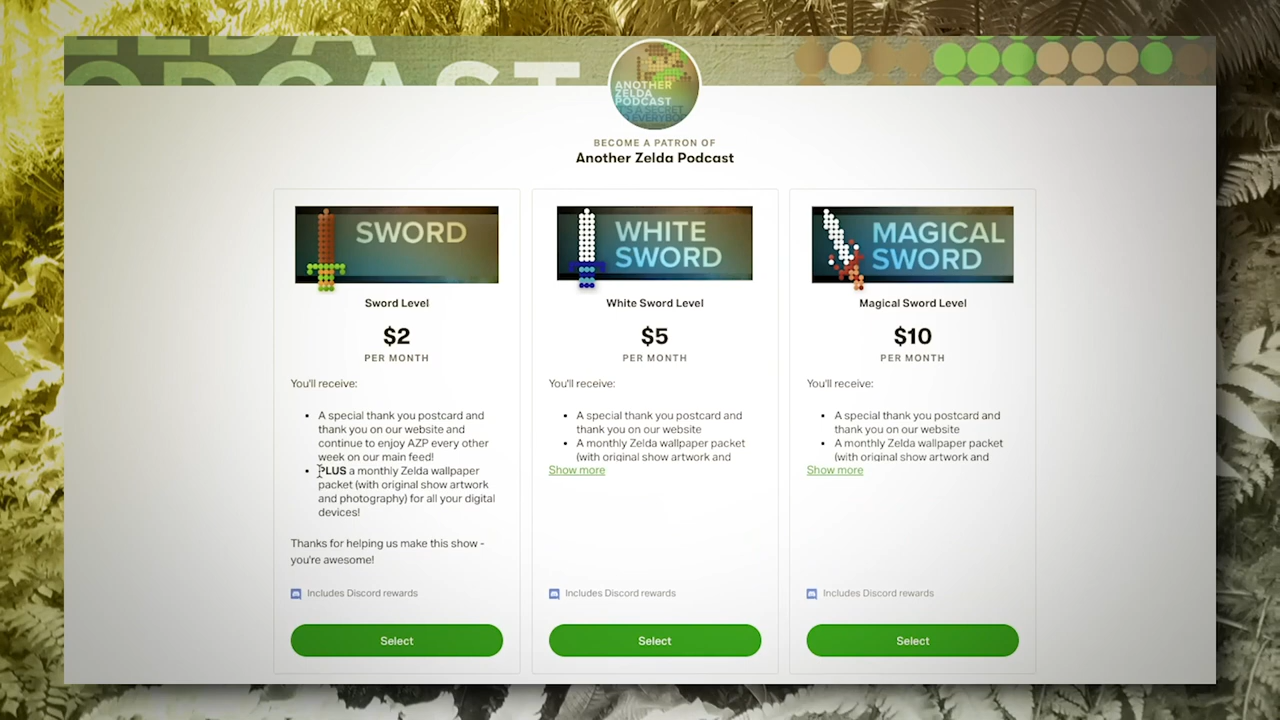 ZELDA
PODCAST
ANOTHER
ZELDA
PODCAST
BECOME A PATRON OF
Another Zelda Podcast
SWORD
Sword Level
$2
PER MONTH
You'll receive:
• A special thank you postcard and
thank you on our website and
continue to enjoy AZP every other
week on our main feed!
• PLUS a monthly Zelda wallpaper
packet (with original show artwork
and photography) for all your digital
devices!
Thanks for helping us make this show -
you're awesome!
Includes Discord rewards
Select
WHITE
SWORD
White Sword Level
$5
PER MONTH
You'll receive:
• A special thank you postcard and
thank you on our website
• A monthly Zelda wallpaper packet
(with original show artwork and
Show more
Includes Discord rewards
Select
MAGICAL
SWORD
Magical Sword Level
$10
PER MONTH
You'll receive:
• A special thank you postcard and
thank you on our website
• A monthly Zelda wallpaper packet
(with original show artwork and
Show more
Includes Discord rewards
Select